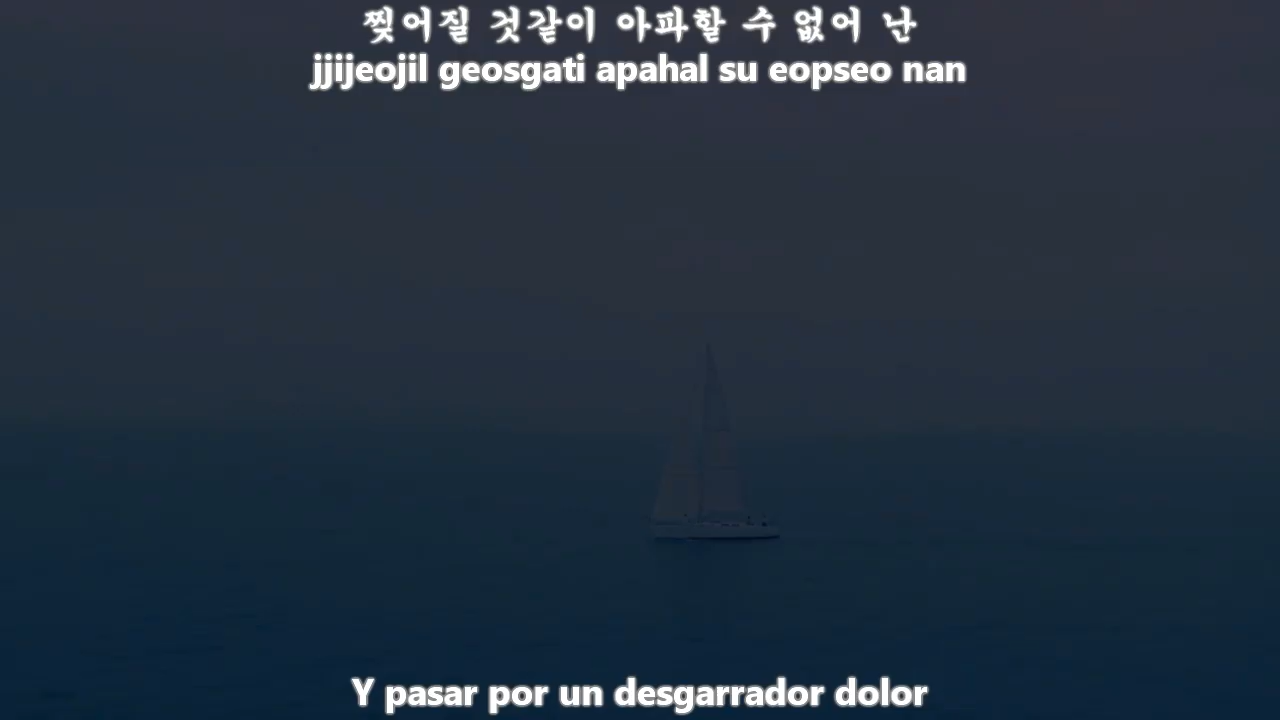 찢어질 것같이 아파할 수 없어 난
jjijeojil geosgati apahal su eopseo nan
Y pasar por un desgarrador dolor